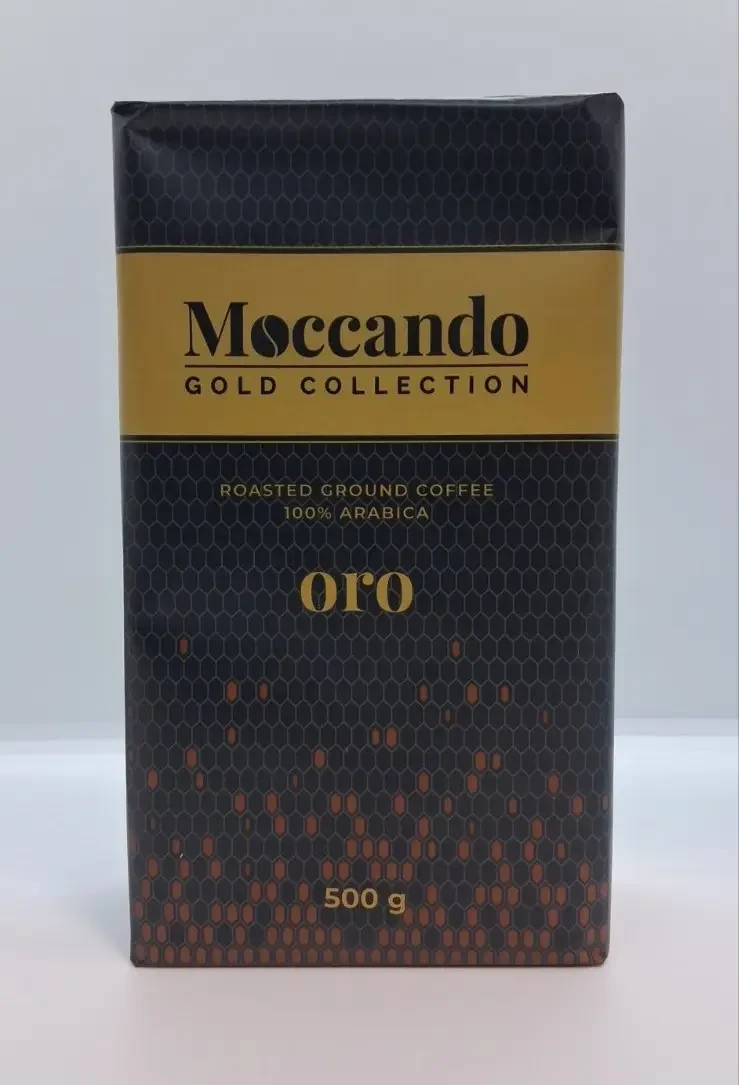 Moccando
GOLD COLLECTION
ROASTED GROUND COFFEE
100% ARABICA
oro
500 g